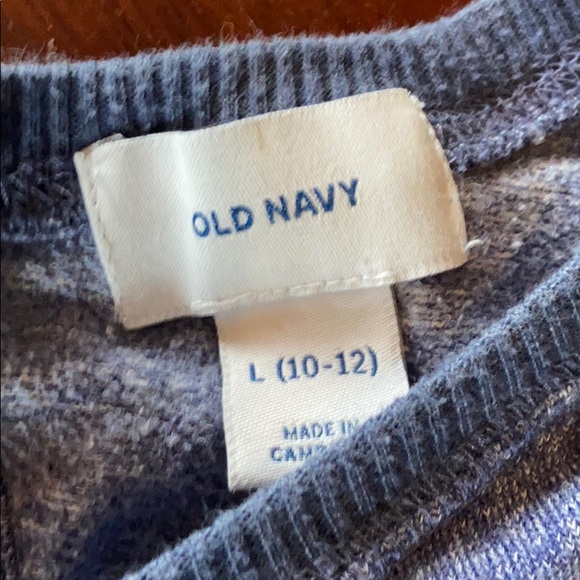 OLD NAVY
L (10-12)
MADE IN